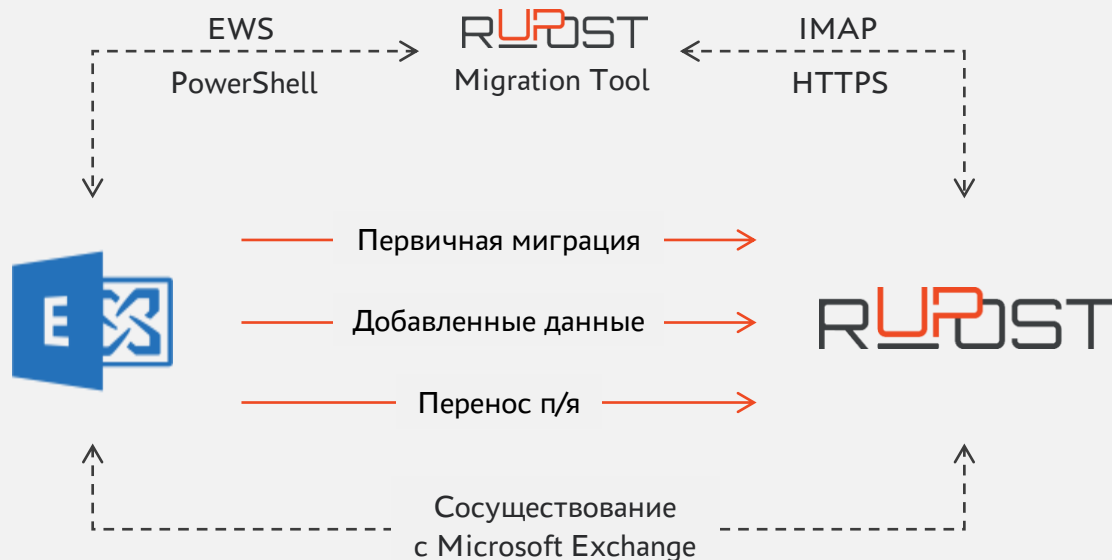 EWS
PowerShell
RUPOST
Migration Tool
IMAP
HTTPS
Первичная миграция
E
Добавленные данные
RUPOST
Перенос п/я
Сосуществование
с Microsoft Exchange